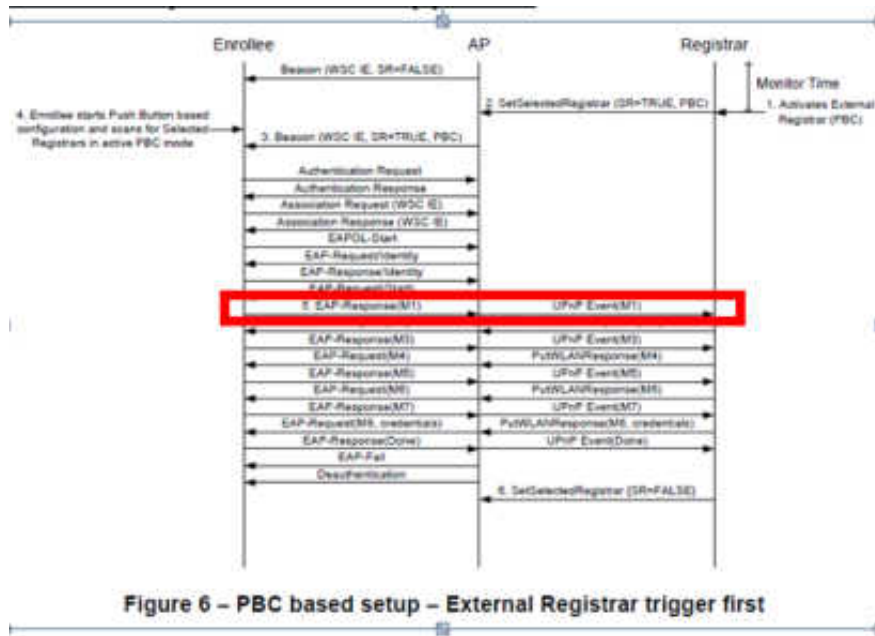 Enrollee AP Registrar
Beacon (WSC IE, SR=FALSE)
Monitor Time
2. SetSelectedRegistrar (SR=TRUE, PBC)
1. Activates External
Registrar (PBC)
4. Enrollee starts Push Button based
configuration and scans for Selected
Registrars in active PBC mode
3. Beacon (WSC IE, SR=TRUE, PBC)
Authentication Request
Authentication Response
Association Request (WSC IE)
Association Response (WSC IE)
EAPOL-Start
EAP-Request/Identity
EAP-Response/Identity
EAP-Request(Start)
EAP-Response(M1) UPnP Event(M1)
EAP-Response(M3) UPnP Event(M3)
EAP-Request(M4) PutWLANResponse(M4)
EAP-Response(M5) UPnP Event(M5)
EAP-Request(M6) PutWLANResponse(M6)
EAP-Response(M7) UPnP Event(M7)
EAP-Request(M8, credentials) PutWLANResponse(M8, credentials)
EAP-Response(Done) UPnP Event(Done)
EAP-Fail
Deauthentication
6. SetSelectedRegistrar (SR=FALSE)
Figure 6 – PBC based setup – External Registrar trigger first